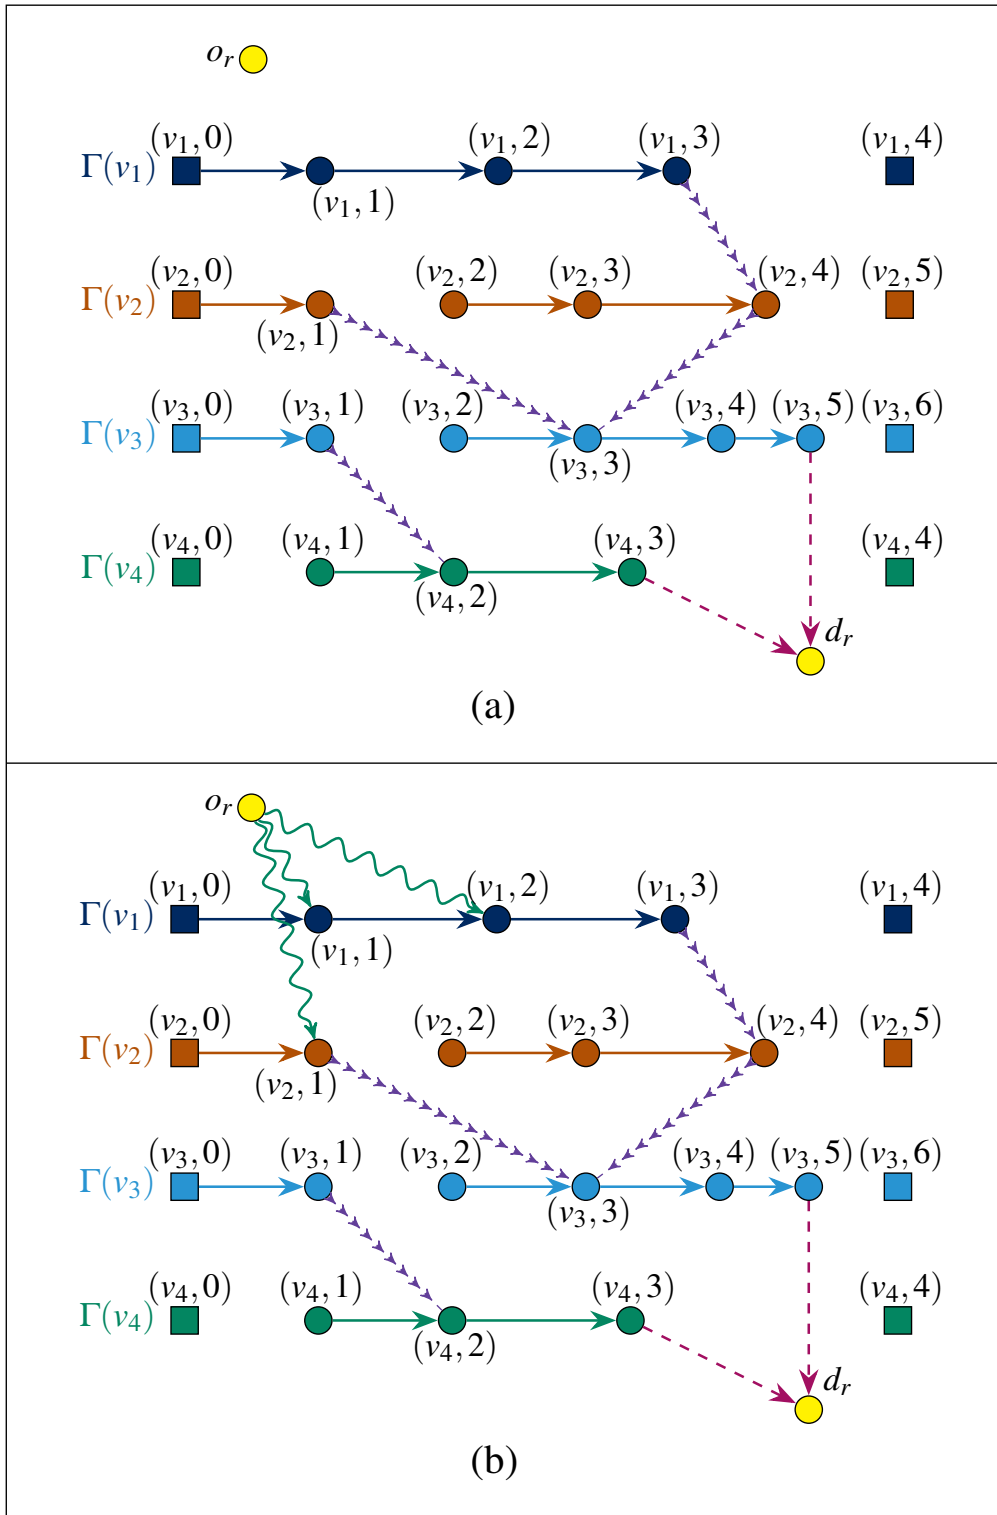 o_r
(v_1, 0) (v_1, 2) (v_1, 3) (v_1, 4)
Γ(v_1)
(v_1, 1)
(v_2, 0) (v_2, 2) (v_2, 3) (v_2, 4) (v_2, 5)
Γ(v_2)
(v_2, 1)
(v_3, 0) (v_3, 1) (v_3, 2) (v_3, 4) (v_3, 5) (v_3, 6)
Γ(v_3)
(v_3, 3)
(v_4, 0) (v_4, 1) (v_4, 3) (v_4, 4)
Γ(v_4)
(v_4, 2)
d_r
(a)
o_r
(v_1, 0) (v_1, 2) (v_1, 3) (v_1, 4)
Γ(v_1)
(v_1, 1)
(v_2, 0) (v_2, 2) (v_2, 3) (v_2, 4) (v_2, 5)
Γ(v_2)
(v_2, 1)
(v_3, 0) (v_3, 1) (v_3, 2) (v_3, 4) (v_3, 5) (v_3, 6)
Γ(v_3)
(v_3, 3)
(v_4, 0) (v_4, 1) (v_4, 3) (v_4, 4)
Γ(v_4)
(v_4, 2)
d_r
(b)